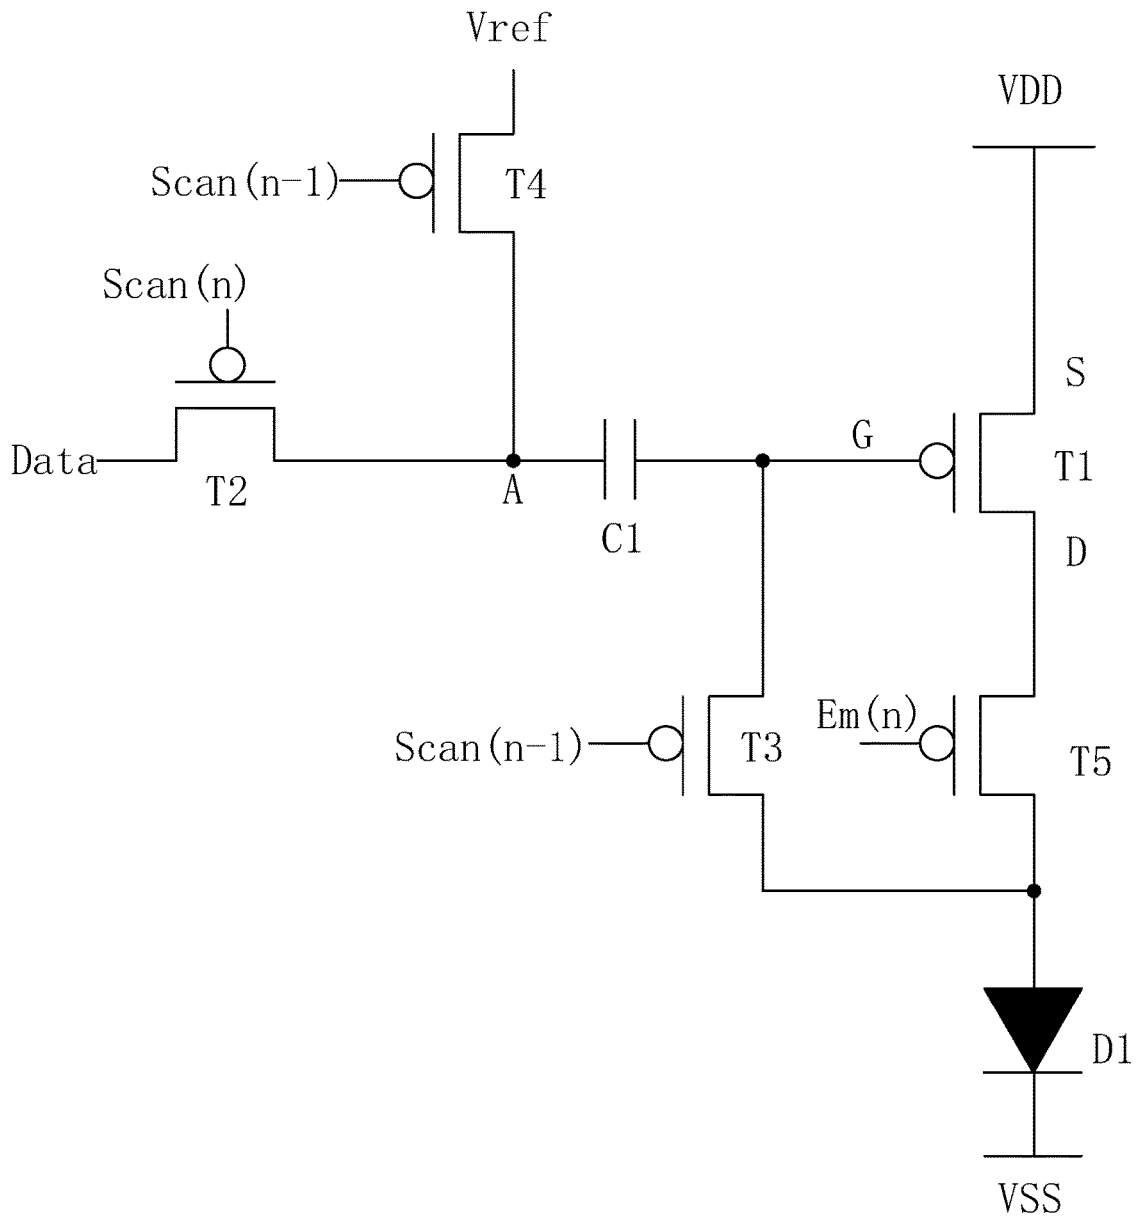 Vref
VDD
Scan(n-1)
T4
Scan(n)
S
Data
T2
A
C1
G
T1
D
Scan(n-1)
T3
Em(n)
T5
D1
VSS